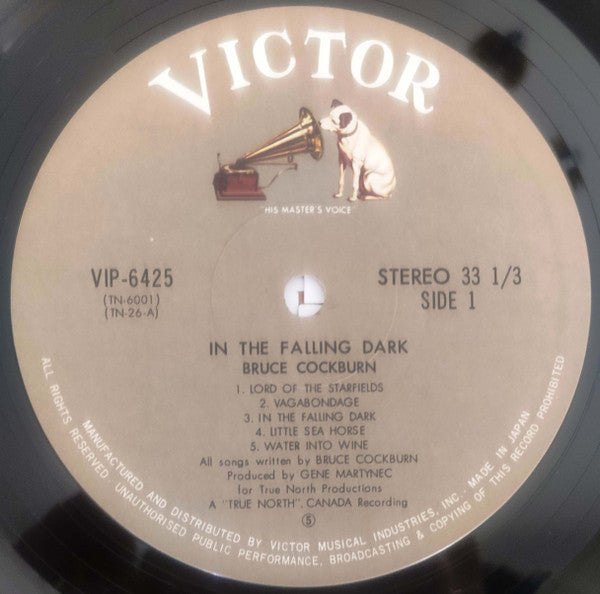 VICTOR
"HIS MASTER'S VOICE"
VIP-6425
(TN-6001)
(TN-26-A)
STEREO 33 1/3
SIDE 1
IN THE FALLING DARK
BRUCE COCKBURN
1. LORD OF THE STARFIELDS
2. VAGABONDAGE
3. IN THE FALLING DARK
4. LITTLE SEA HORSE
5. WATER INTO WINE
All songs written by BRUCE COCKBURN
Produced by GENE MARTYNEC
for True North Productions
A "TRUE NORTH", CANADA Recording
5
MANUFACTURED AND DISTRIBUTED BY VICTOR MUSICAL INDUSTRIES, INC. MADE IN JAPAN
ALL RIGHTS RESERVED. UNAUTHORISED PUBLIC PERFORMANCE, BROADCASTING & COPYING OF THIS RECORD PROHIBITED